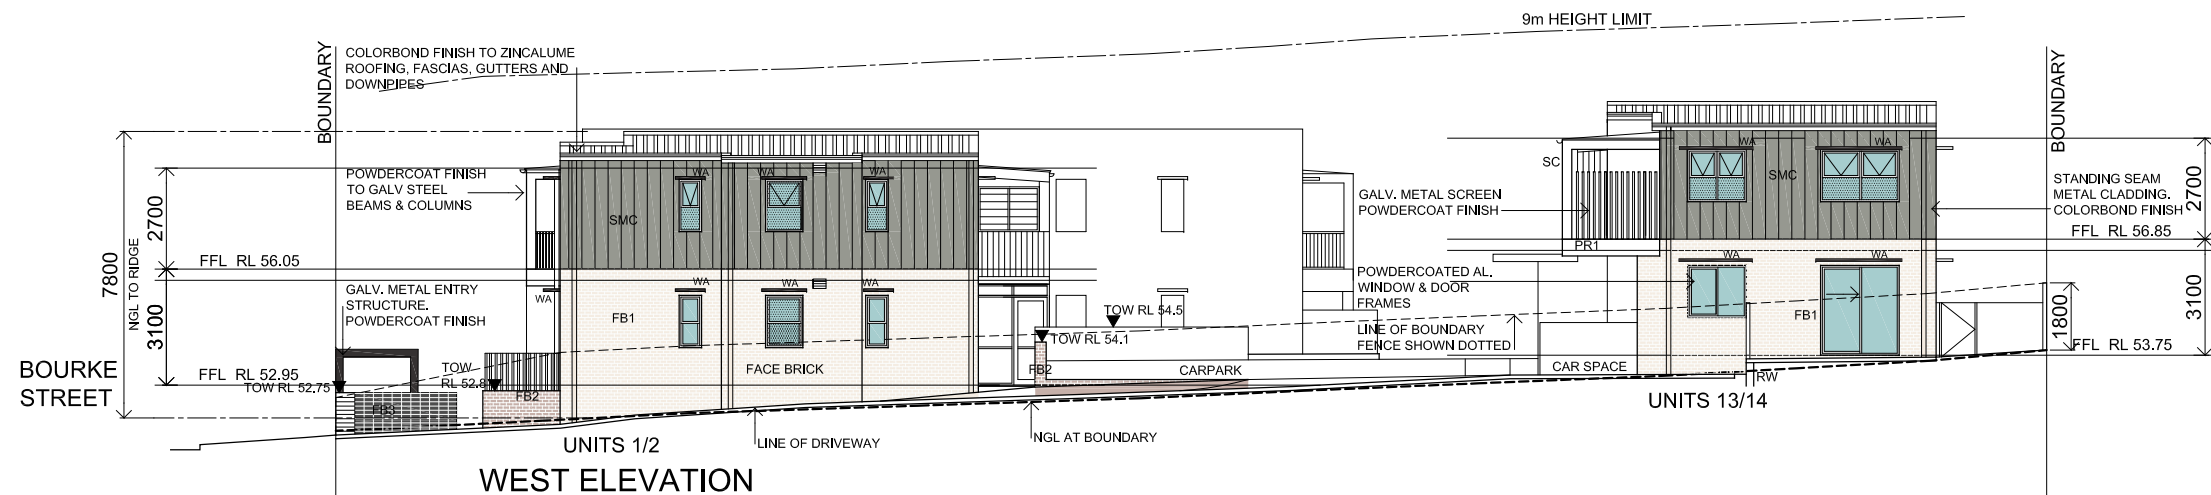 9m HEIGHT LIMIT
BOUNDARY
COLORBOND FINISH TO ZINCALUME
ROOFING, FASCIAS, GUTTERS AND
DOWNPIPES
BOUNDARY
POWDERCOAT FINISH
TO GALV STEEL
BEAMS & COLUMNS
WA
WA
WA
SMC
SC
WA
WA
SMC
GALV. METAL SCREEN
POWDERCOAT FINISH
STANDING SEAM
METAL CLADDING.
COLORBOND FINISH
2700
2700
7800
NGL TO RIDGE
FFL RL 56.05
FFL RL 56.85
PR1
GALV. METAL ENTRY
STRUCTURE.
POWDERCOAT FINISH
WA
WA
WA
WA
FB1
WA
WA
POWDERCOATED AL.
WINDOW & DOOR
FRAMES
FB1
LINE OF BOUNDARY
FENCE SHOWN DOTTED
TOW RL 54.5
TOW RL 54.1
3100
1800
3100
BOURKE
STREET
FFL RL 52.95
TOW RL 52.75
TOW
RL 52.8
FACE BRICK
FB2
CARPARK
CAR SPACE
FFL RL 53.75
RW
FB3
FB2
UNITS 13/14
UNITS 1/2
LINE OF DRIVEWAY
NGL AT BOUNDARY
WEST ELEVATION